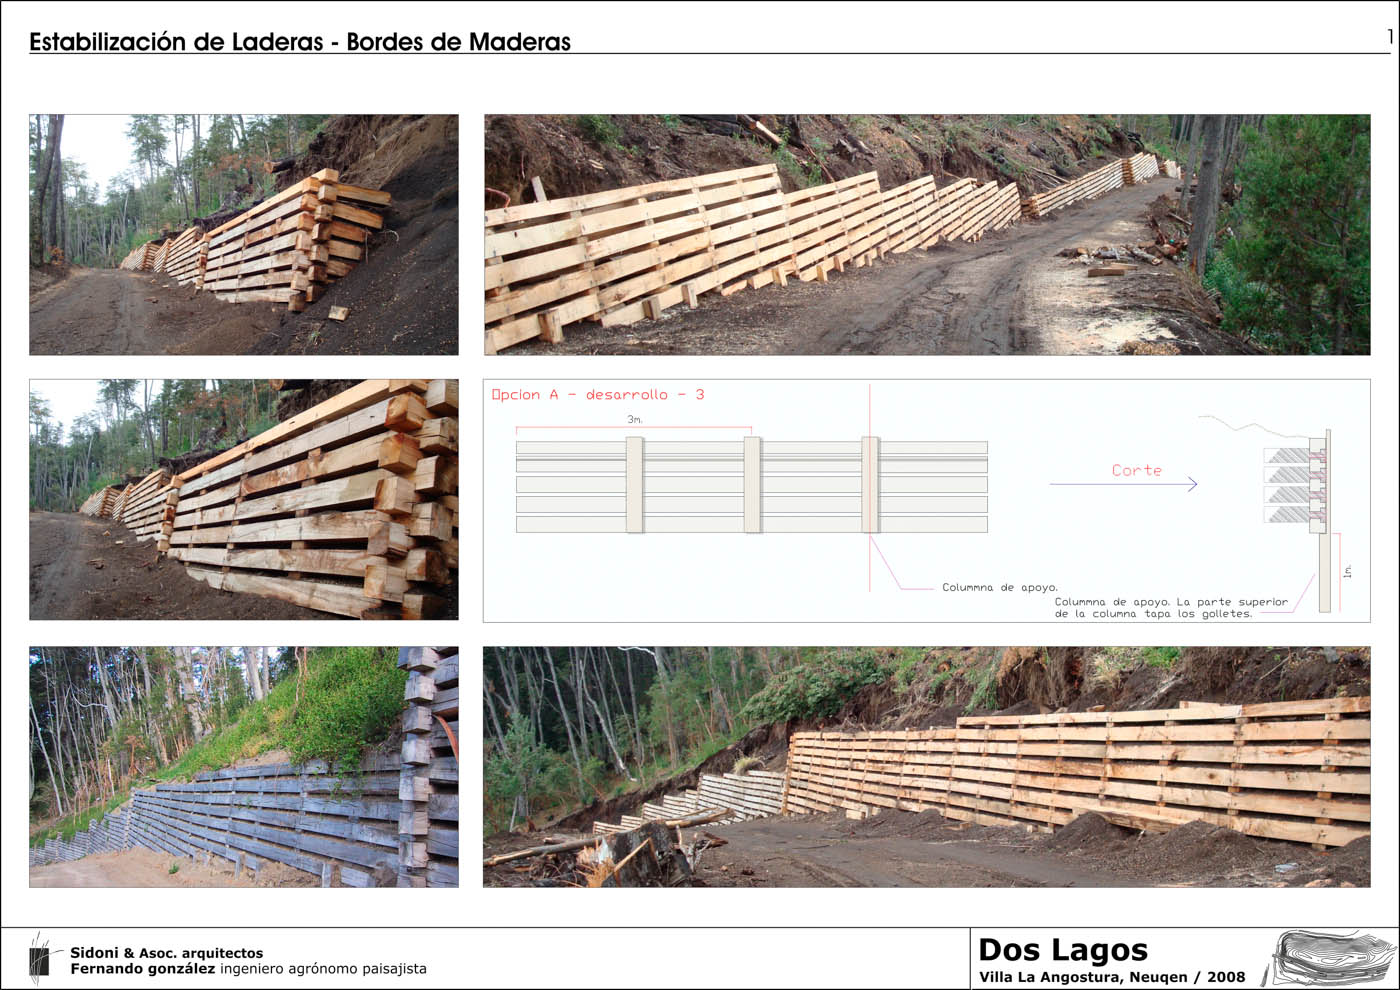 Estabilización de Laderas - Bordes de Maderas
1
Opcion A - desarrollo - 3
3m.
Corte
Colummna de apoyo.
Colummna de apoyo. La parte superior
de la columna tapa los golletes.
1m.
Sidoni & Asoc. arquitectos
Fernando gonzález ingeniero agrónomo paisajista
Dos Lagos
Villa La Angostura, Neuqen / 2008